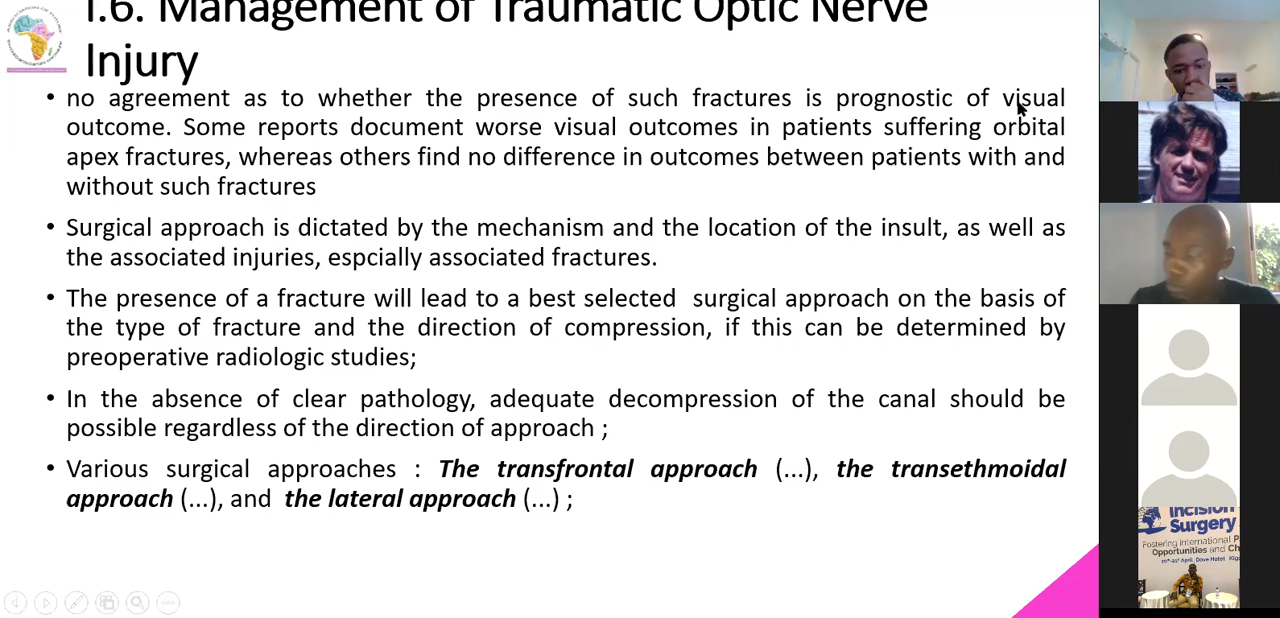 I.6. Management of Traumatic Optic Nerve
Injury
• no agreement as to whether the presence of such fractures is prognostic of visual
outcome. Some reports document worse visual outcomes in patients suffering orbital
apex fractures, whereas others find no difference in outcomes between patients with and
without such fractures
• Surgical approach is dictated by the mechanism and the location of the insult, as well as
the associated injuries, espcially associated fractures.
• The presence of a fracture will lead to a best selected surgical approach on the basis of
the type of fracture and the direction of compression, if this can be determined by
preoperative radiologic studies;
• In the absence of clear pathology, adequate decompression of the canal should be
possible regardless of the direction of approach ;
• Various surgical approaches : The transfrontal approach (...), the transethmoidal
approach (...), and the lateral approach (...) ;
Incision
Surgery
Fostering International P
Opportunities and Ch
Dove Hotel,